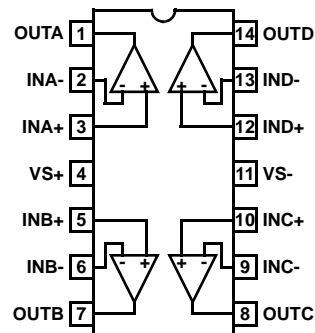 OUTA 1 14 OUTD
INA- 2 - + + - 13 IND-
INA+ 3 12 IND+
VS+ 4 11 VS-
INB+ 5 10 INC+
INB- 6 - + + - 9 INC-
OUTB 7 8 OUTC